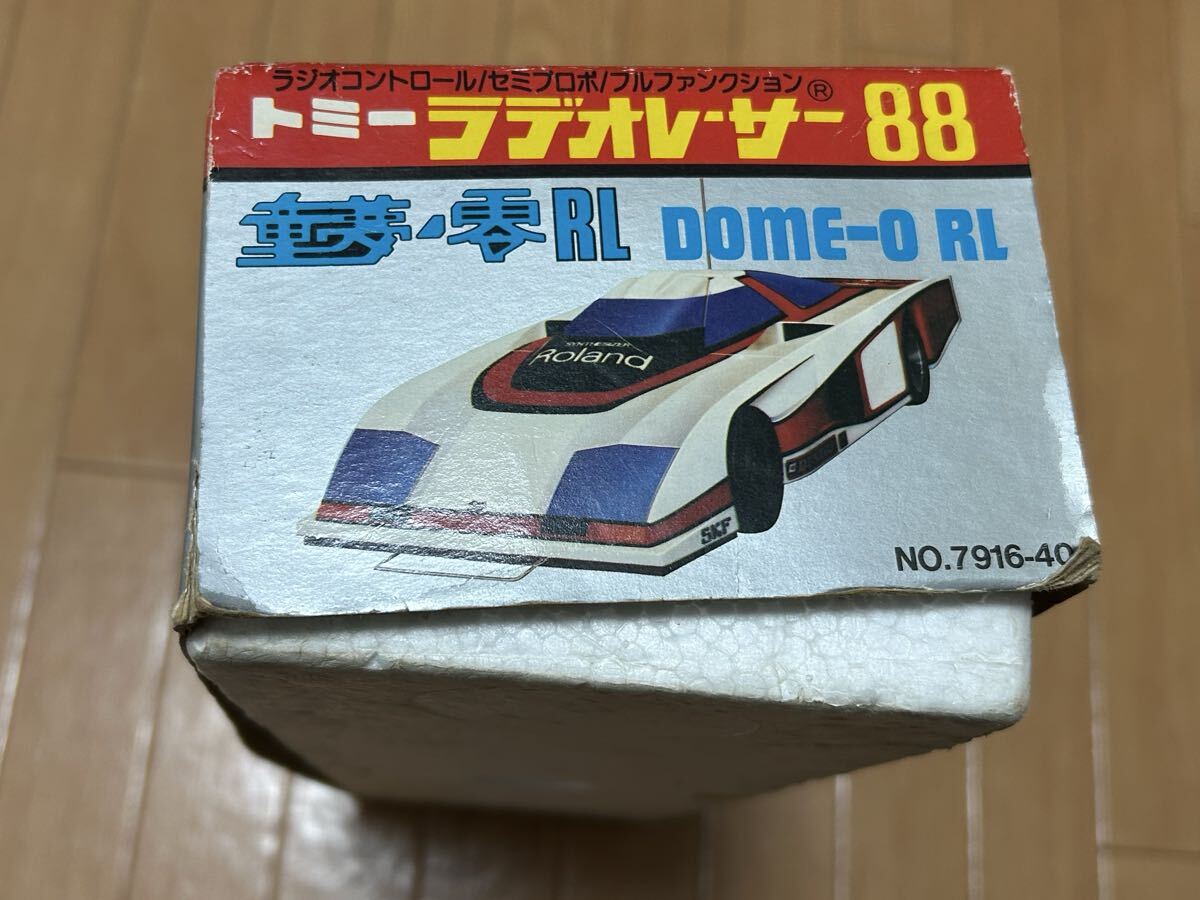 ラジオコントロール/セミプロポ/フルファンクション
トミー ラデオレーサー® 88
童夢・零RL DOME-O RL
SYNTHESIZER
Roland
SKF
NO.7916-40